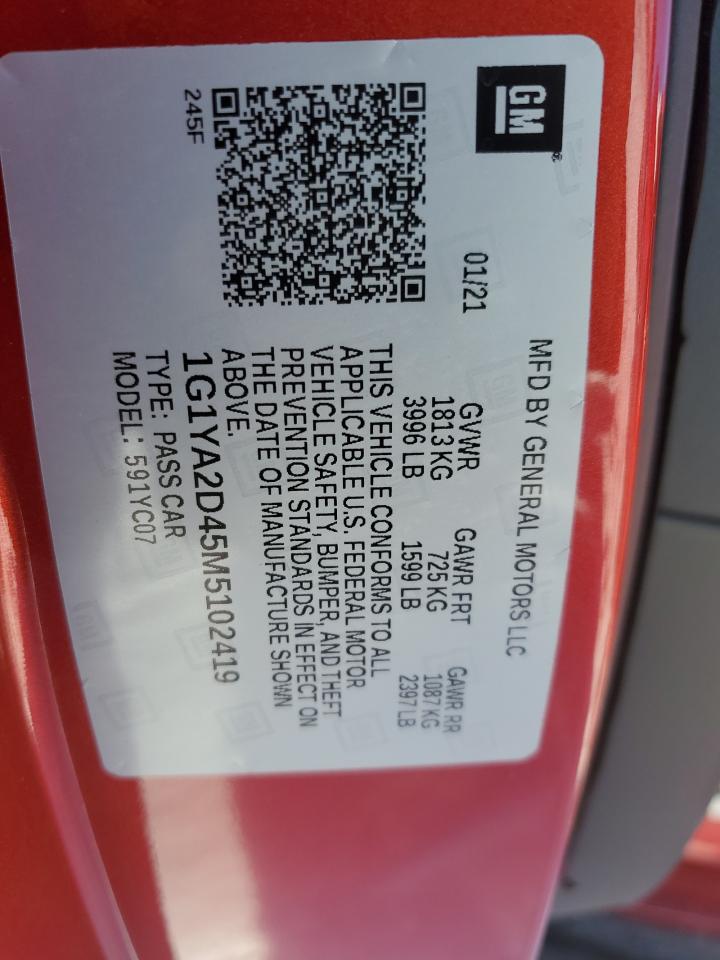 GM
®
MFD BY GENERAL MOTORS LLC
01/21
GVWR GAWR FRT GAWR RR
1813 KG 725 KG 1087 KG
3996 LB 1599 LB 2397 LB
THIS VEHICLE CONFORMS TO ALL
APPLICABLE U.S. FEDERAL MOTOR
VEHICLE SAFETY, BUMPER, AND THEFT
PREVENTION STANDARDS IN EFFECT ON
THE DATE OF MANUFACTURE SHOWN
ABOVE.
1G1YA2D45M5102419
TYPE: PASS CAR
MODEL: 591YC07
245F